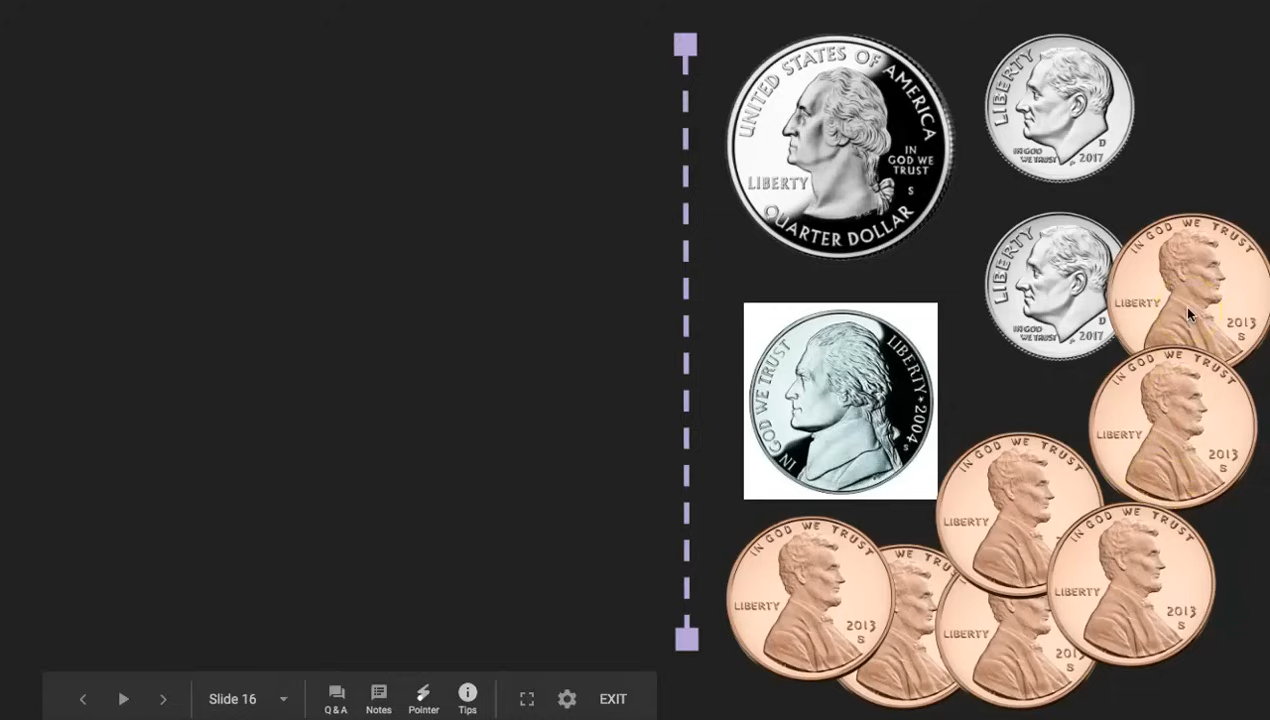 UNITED STATES OF AMERICA
IN
GOD WE
TRUST
LIBERTY
S
QUARTER DOLLAR
LIBERTY
IN GOD
WE TRUST
D
2017
LIBERTY
IN GOD
WE TRUST
D
2017
IN GOD WE TRUST
LIBERTY
2013
S
IN GOD WE TRUST
LIBERTY • 2004
S
IN GOD WE TRUST
LIBERTY
2013
S
IN GOD WE TRUST
LIBERTY
IN GOD WE TRUST
LIBERTY
2013
S
IN GOD WE TRUST
LIBERTY
2013
S
WE TRU
LIBERTY
201
S
Slide 16
Q & A
Notes
Pointer
Tips
EXIT